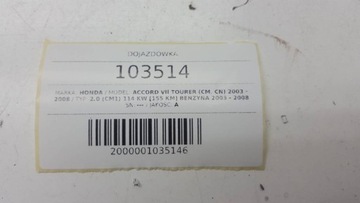 DOJAZDÓWKA
103514
MARKA: HONDA | MODEL: ACCORD VII TOURER (CM, CN) 2003 -
2008 | TYP: 2.0 (CM1) 114 KW [155 KM] BENZYNA 2003 - 2008
SK: --- | JAKOŚĆ: A
2000001035146